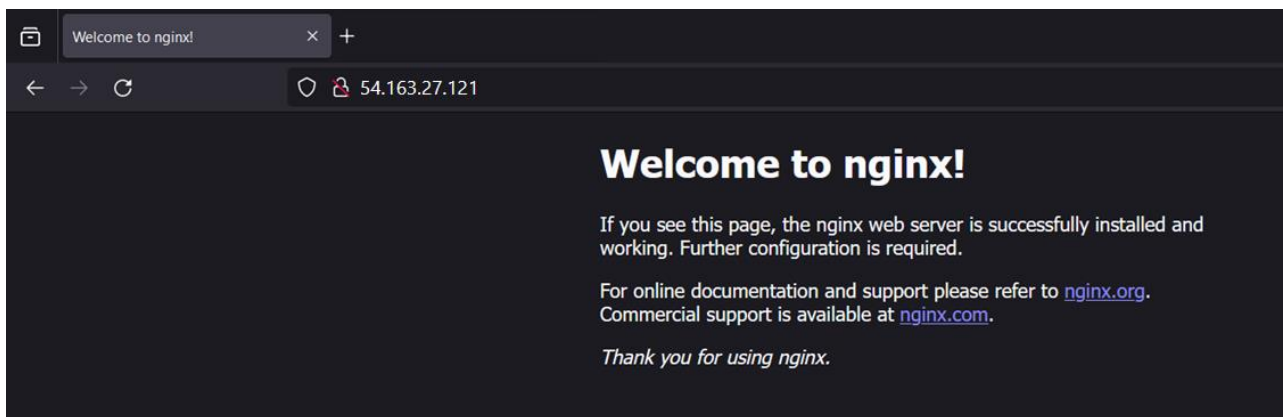 Welcome to nginx!
54.163.27.121
Welcome to nginx!
If you see this page, the nginx web server is successfully installed and
working. Further configuration is required.
For online documentation and support please refer to nginx.org.
Commercial support is available at nginx.com.
Thank you for using nginx.